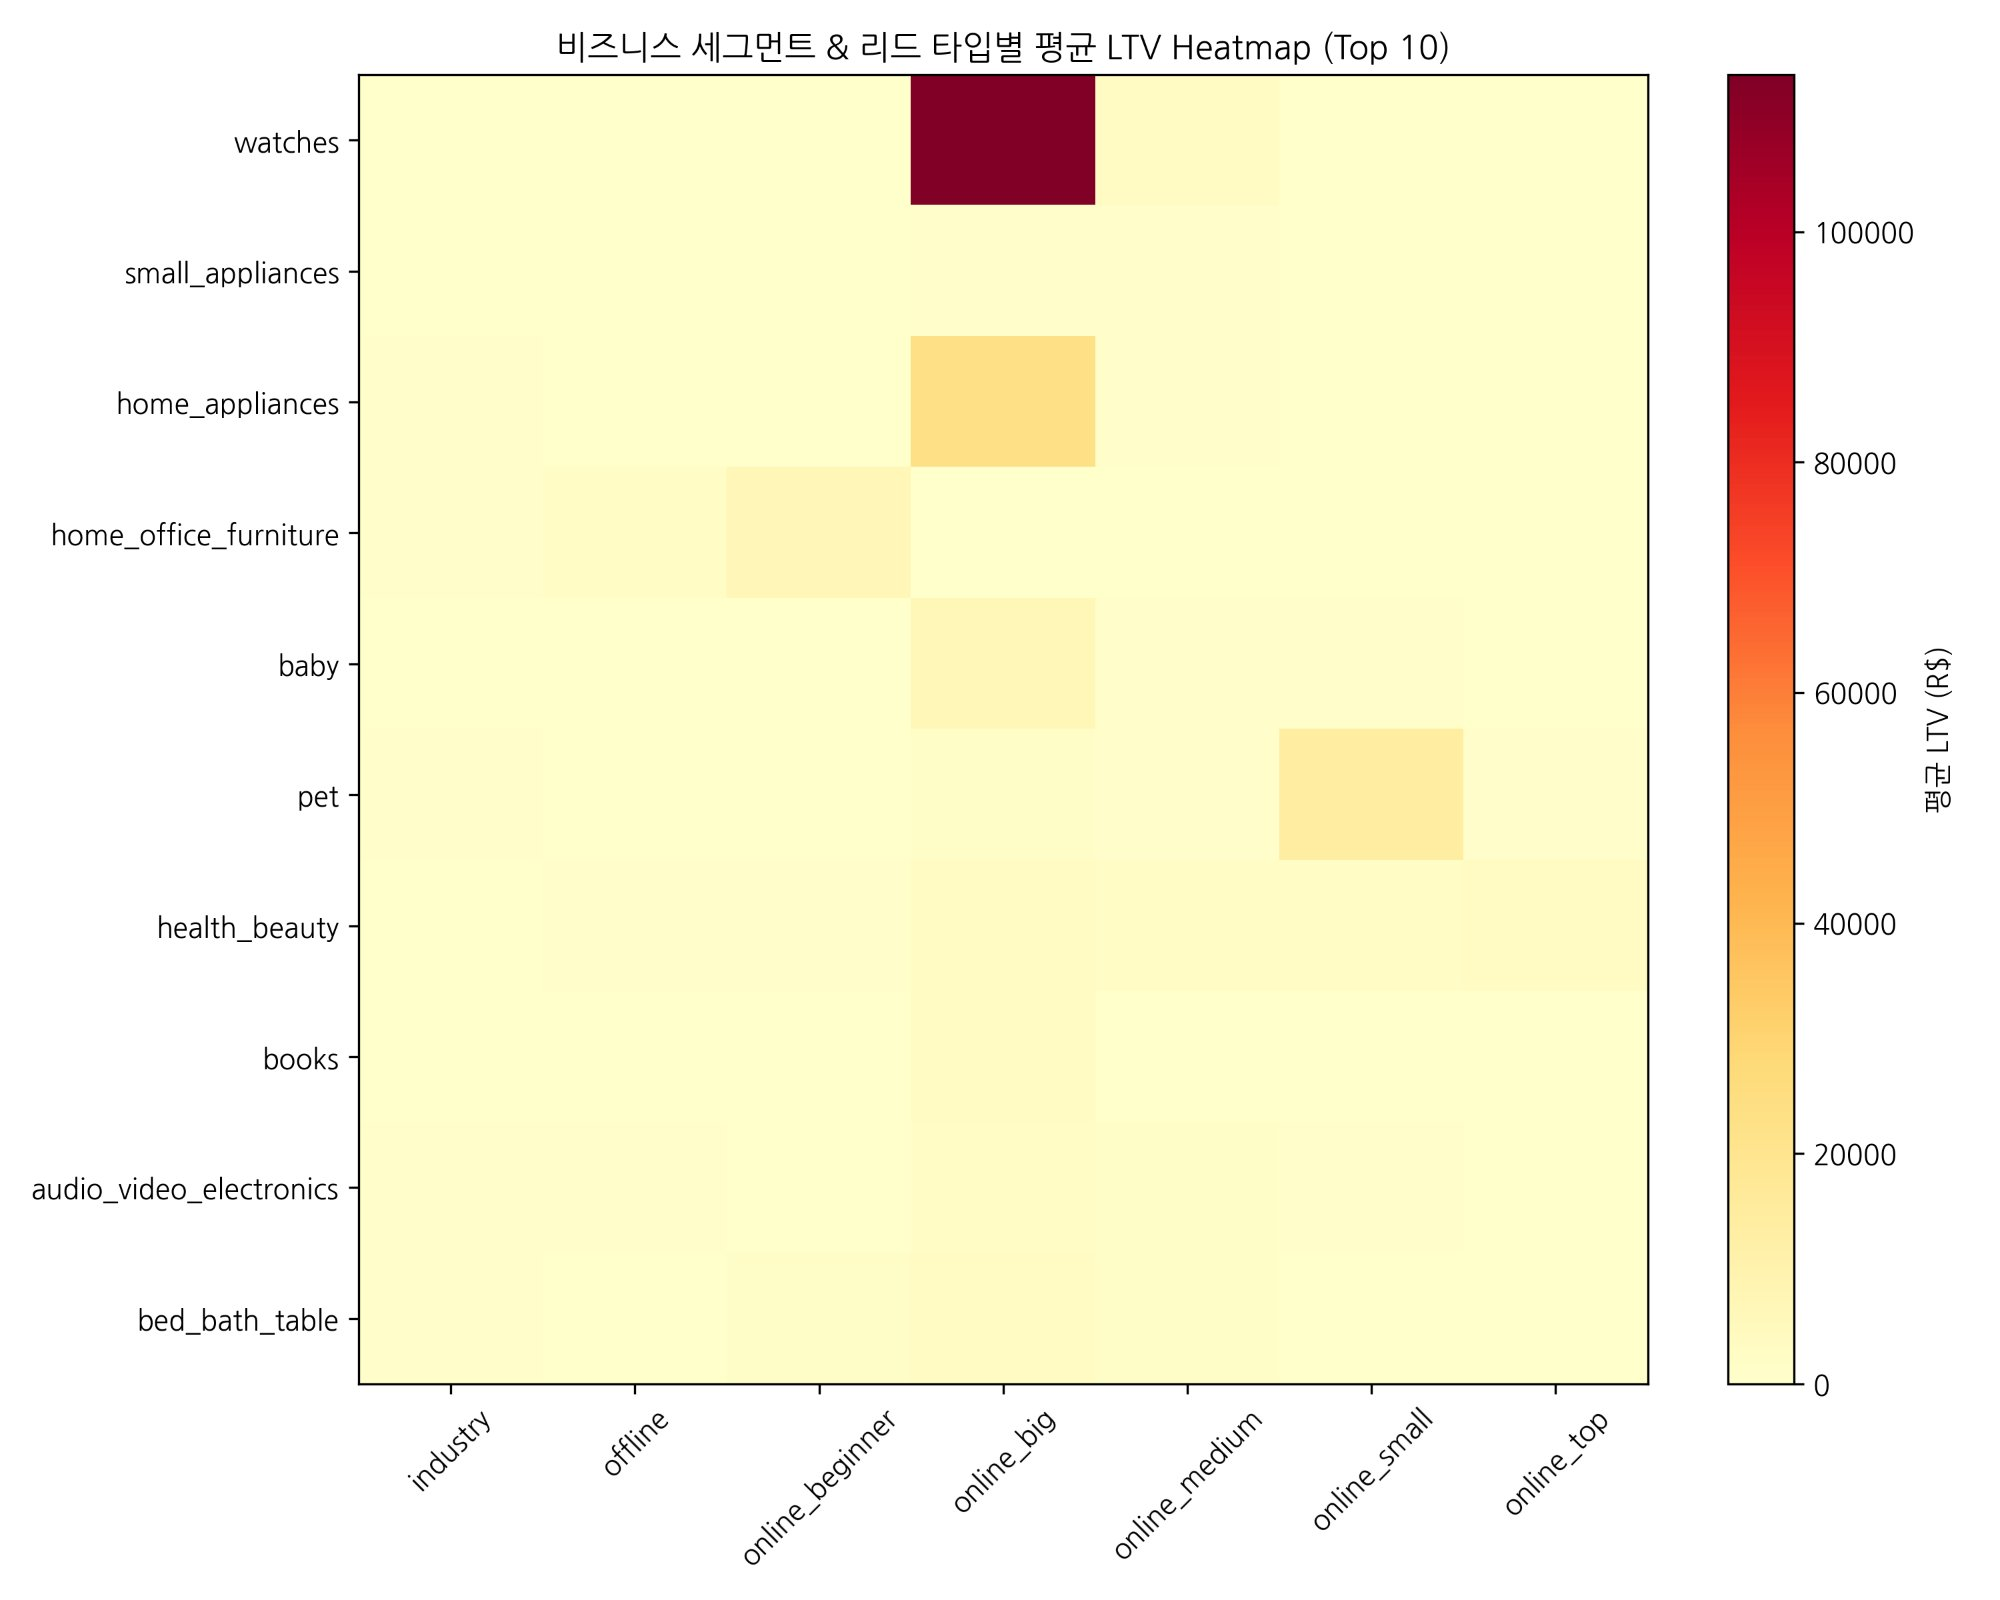 비즈니스 세그먼트 & 리드 타입별 평균 LTV Heatmap (Top 10)
watches
small_appliances
home_appliances
home_office_furniture
baby
pet
health_beauty
books
audio_video_electronics
bed_bath_table
industry
offline
online_beginner
online_big
online_medium
online_small
online_top
100000
80000
60000
40000
20000
0
평균 LTV (R$)